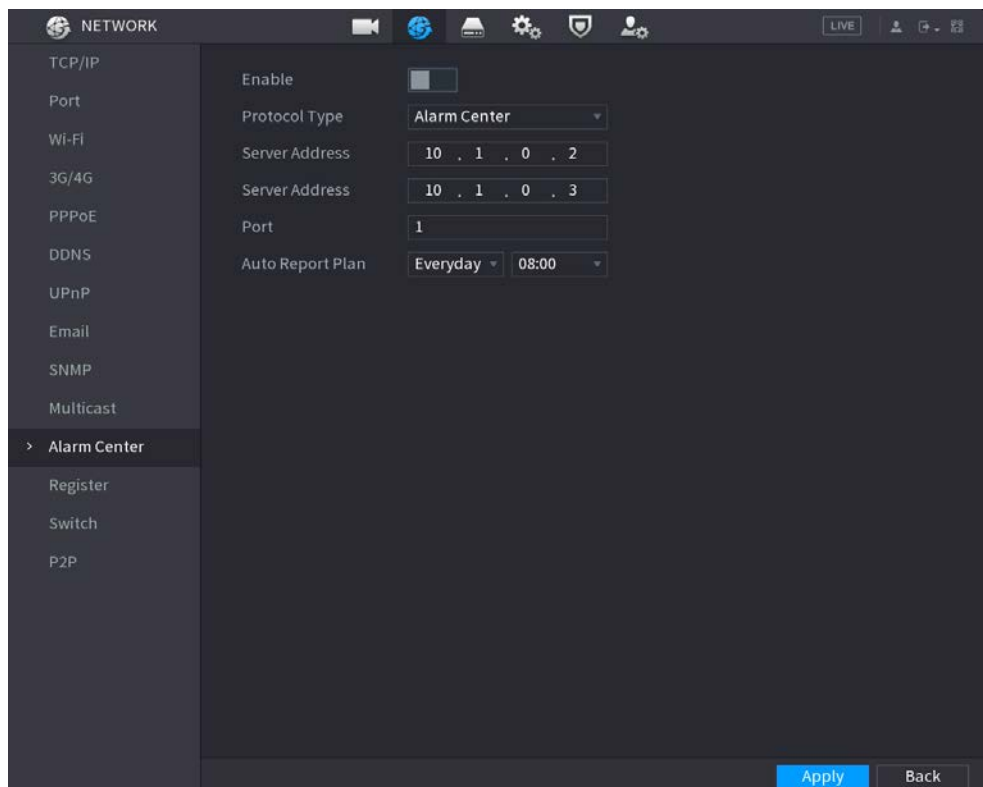 NETWORK
LIVE
TCP/IP
Port
Wi-Fi
3G/4G
PPPoE
DDNS
UPnP
Email
SNMP
Multicast
> Alarm Center
Register
Switch
P2P
Enable
Protocol Type Alarm Center
Server Address 10 . 1 . 0 . 2
Server Address 10 . 1 . 0 . 3
Port 1
Auto Report Plan Everyday 08:00
Apply Back